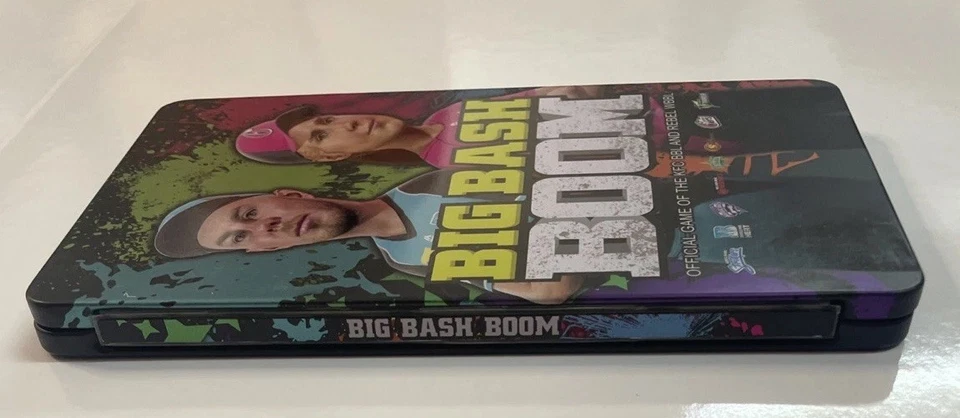 BIG BASH
BOOM
OFFICIAL GAME OF THE KFC BBL AND REBEL WBBL
BIG BASH BOOM